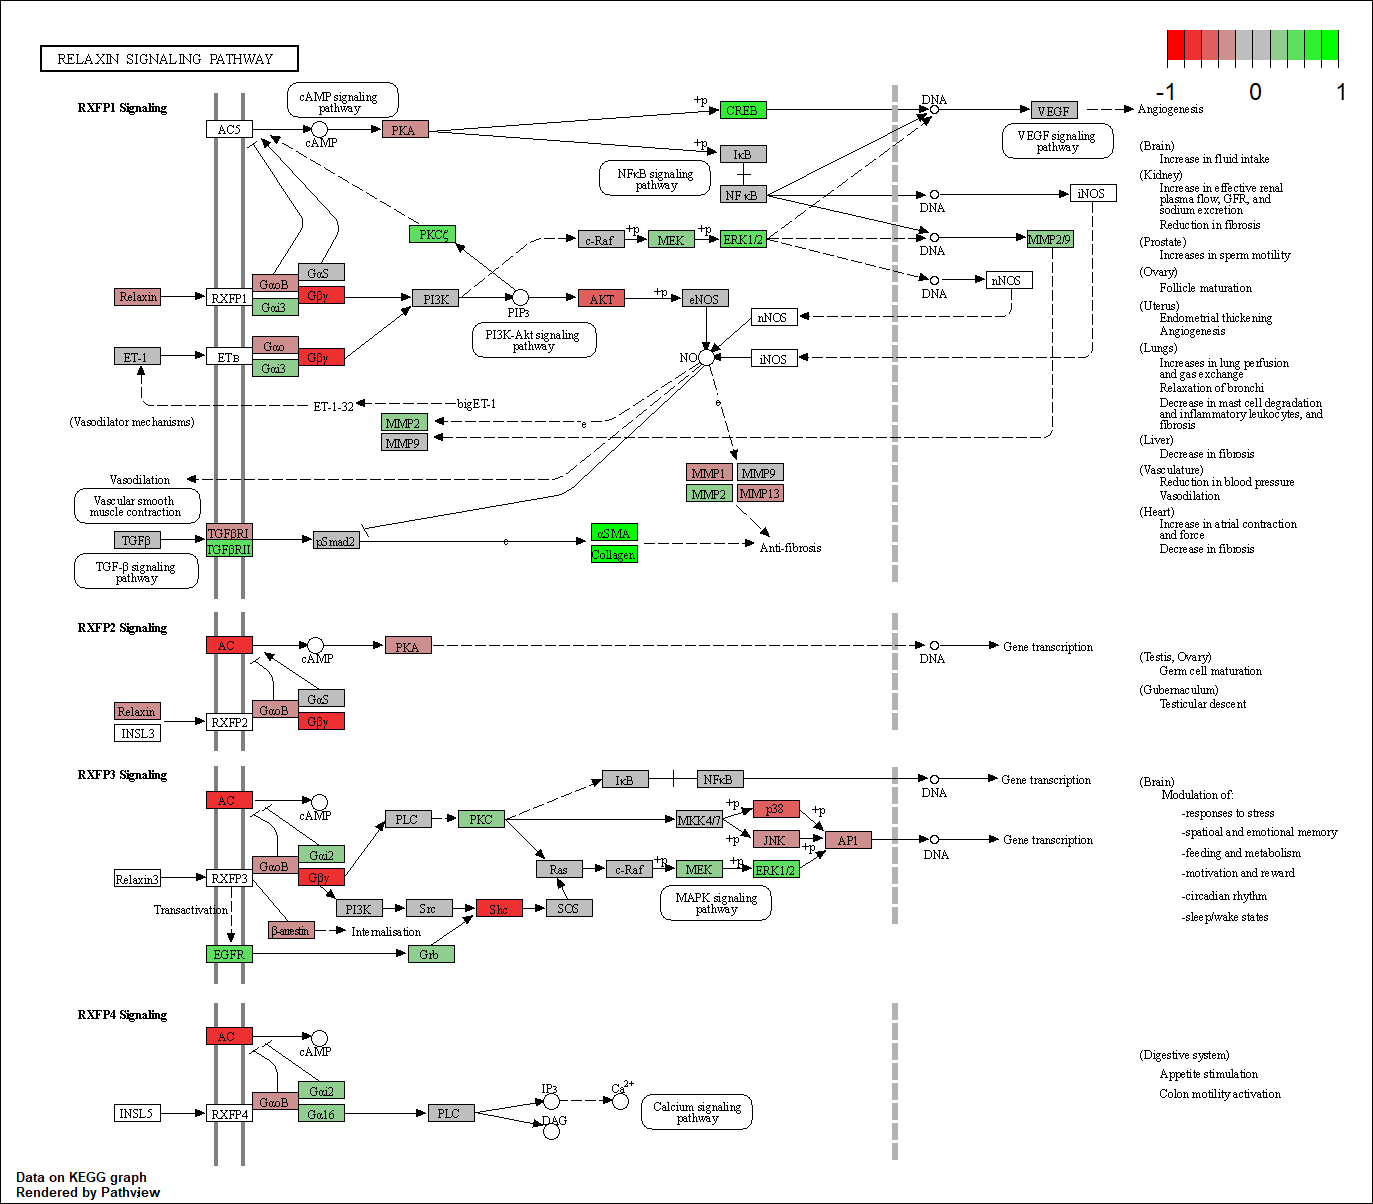 RELAXIN SIGNALING PATHWAY
-1 0 1
RXFP1 Signaling
cAMP signaling
pathway
AC5
cAMP
PKA
+p
CREB
DNA
VEGF
Angiogenesis
VEGF signaling
pathway
+p
IκB
NFκB signaling
pathway
NFκB
DNA
iNOS
PKCζ
c-Raf
+p
MEK
+p
ERK1/2
DNA
MMP2/9
DNA
nNOS
GαS
GαoB
Gβγ
Gαi3
Relaxin
RXFP1
PI3K
PIP3
AKT
+p
eNOS
nNOS
PI3K-Akt signaling
pathway
Gαo
Gβγ
Gαi3
ET-1
ETB
NO
iNOS
ET-1-32
bigET-1
(Vasodilator mechanisms)
MMP2
MMP9
e
e
MMP1
MMP9
MMP2
MMP13
Vasodilation
Vascular smooth
muscle contraction
TGFβ
TGFβRI
TGFβRII
pSmad2
e
αSMA
Collagen
Anti-fibrosis
TGF-β signaling
pathway
(Brain)
Increase in fluid intake
(Kidney)
Increase in effective renal
plasma flow, GFR, and
sodium excretion
Reduction in fibrosis
(Prostate)
Increases in sperm motility
(Ovary)
Follicle maturation
(Uterus)
Endometrial thickening
Angiogenesis
(Lungs)
Increases in lung perfusion
and gas exchange
Relaxation of bronchi
Decrease in mast cell degradation
and inflammatory leukocytes, and
fibrosis
(Liver)
Decrease in fibrosis
(Vasculature)
Reduction in blood pressure
Vasodilation
(Heart)
Increase in atrial contraction
and force
Decrease in fibrosis
RXFP2 Signaling
AC
cAMP
PKA
DNA
Gene transcription
GαS
GαoB
Gβγ
Relaxin
INSL3
RXFP2
(Testis, Ovary)
Germ cell maturation
(Gubernaculum)
Testicular descent
RXFP3 Signaling
AC
cAMP
IκB
NFκB
DNA
Gene transcription
PLC
PKC
MKK4/7
+p
p38
+p
+p
JNK
+p
AP1
DNA
Gene transcription
Gαi2
GαoB
Gβγ
Relaxin3
RXFP3
Ras
c-Raf
+p
MEK
+p
ERK1/2
MAPK signaling
pathway
Transactivation
PI3K
Src
Shc
SOS
β-arrestin
Internalisation
EGFR
Grb
(Brain)
Modulation of:
-responses to stress
-spatioal and emotional memory
-feeding and metabolism
-motivation and reward
-circadian rhythm
-sleep/wake states
RXFP4 Signaling
AC
cAMP
Gαi2
GαoB
Gα16
INSL5
RXFP4
PLC
IP3
DAG
Ca2+
Calcium signaling
pathway
(Digestive system)
Appetite stimulation
Colon motility activation
Data on KEGG graph
Rendered by Pathview